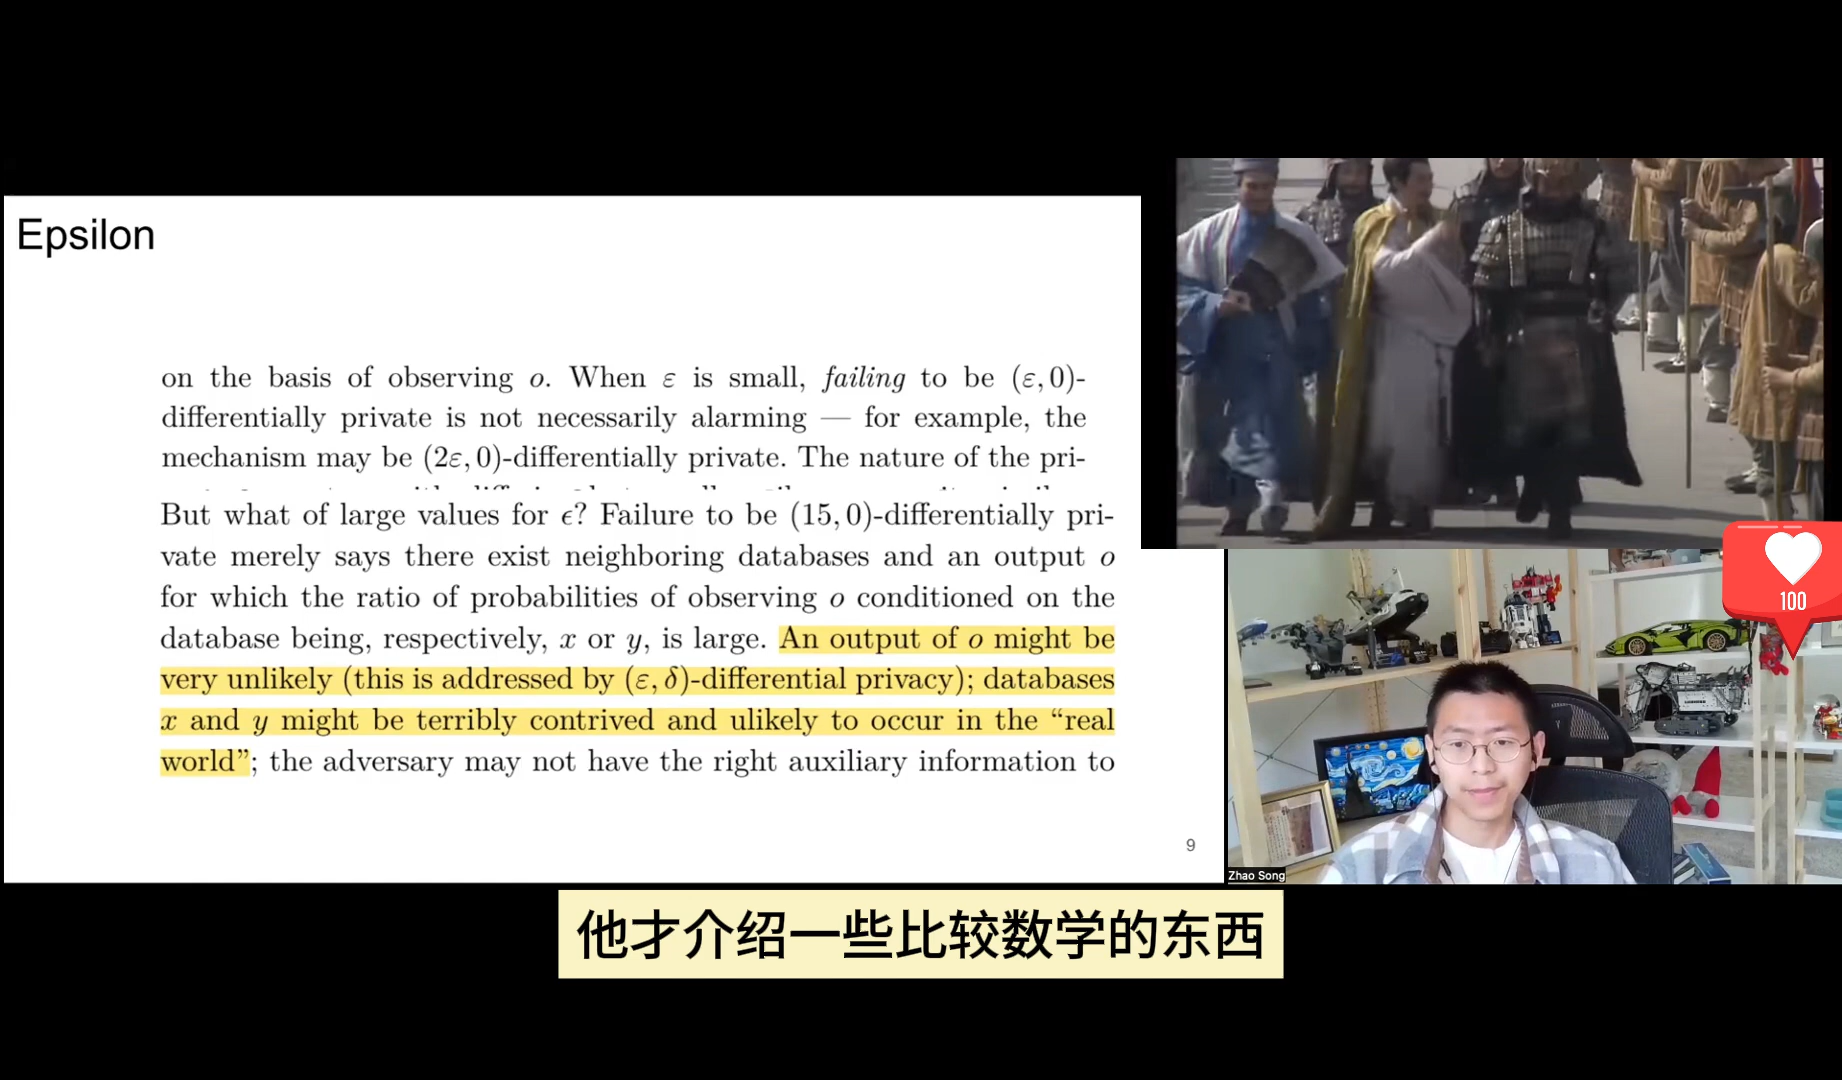 Epsilon
on the basis of observing o. When ε is small, failing to be (ε, 0)-
differentially private is not necessarily alarming — for example, the
mechanism may be (2ε, 0)-differentially private. The nature of the pri-
But what of large values for ϵ? Failure to be (15, 0)-differentially pri-
vate merely says there exist neighboring databases and an output o
for which the ratio of probabilities of observing o conditioned on the
database being, respectively, x or y, is large. An output of o might be
very unlikely (this is addressed by (ε, δ)-differential privacy); databases
x and y might be terribly contrived and ulikely to occur in the “real
world”; the adversary may not have the right auxiliary information to
9
100
Zhao Song
他才介绍一些比较数学的东西